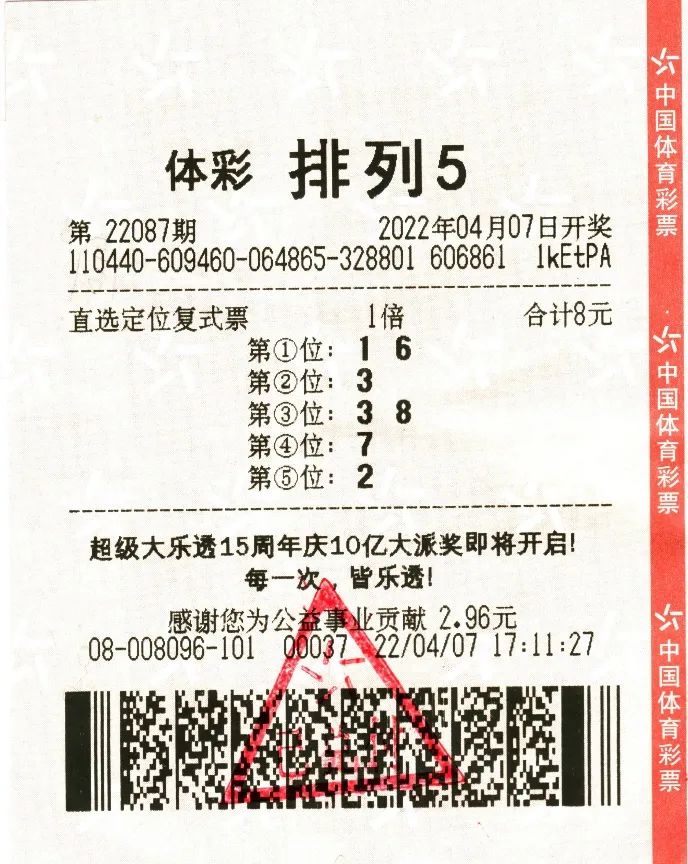 体彩 排列5
第 22087期 2022年04月07日开奖
110440-609460-064865-328801 606861 1kEtPA
直选定位复式票 1倍 合计8元
第①位: 1 6
第②位: 3
第③位: 3 8
第④位: 7
第⑤位: 2
超级大乐透15周年庆10亿大派奖即将开启!
每一次，皆乐透!
感谢您为公益事业贡献 2.96元
08-008096-101 00037 22/04/07 17:11:27
中国体育彩票
中国体育彩票
中国体育彩票